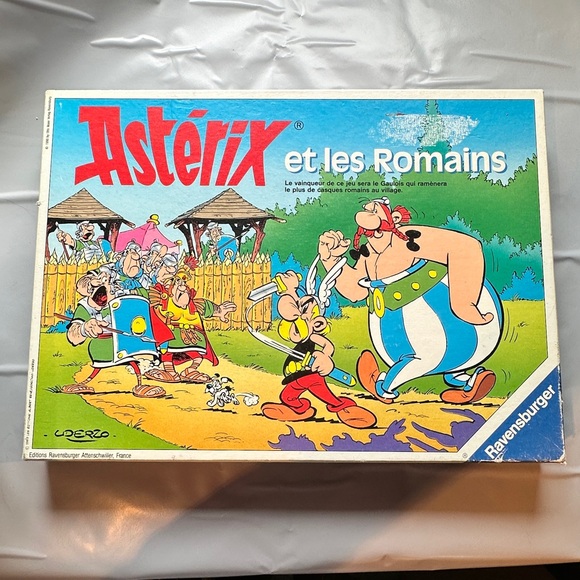 Astérix®
et les Romains
Le vainqueur de ce jeu sera le Gaulois qui ramènera
le plus de casques romains au village.
UDERZO
Editions Ravensburger Attenschwiller, France
Ravensburger
®